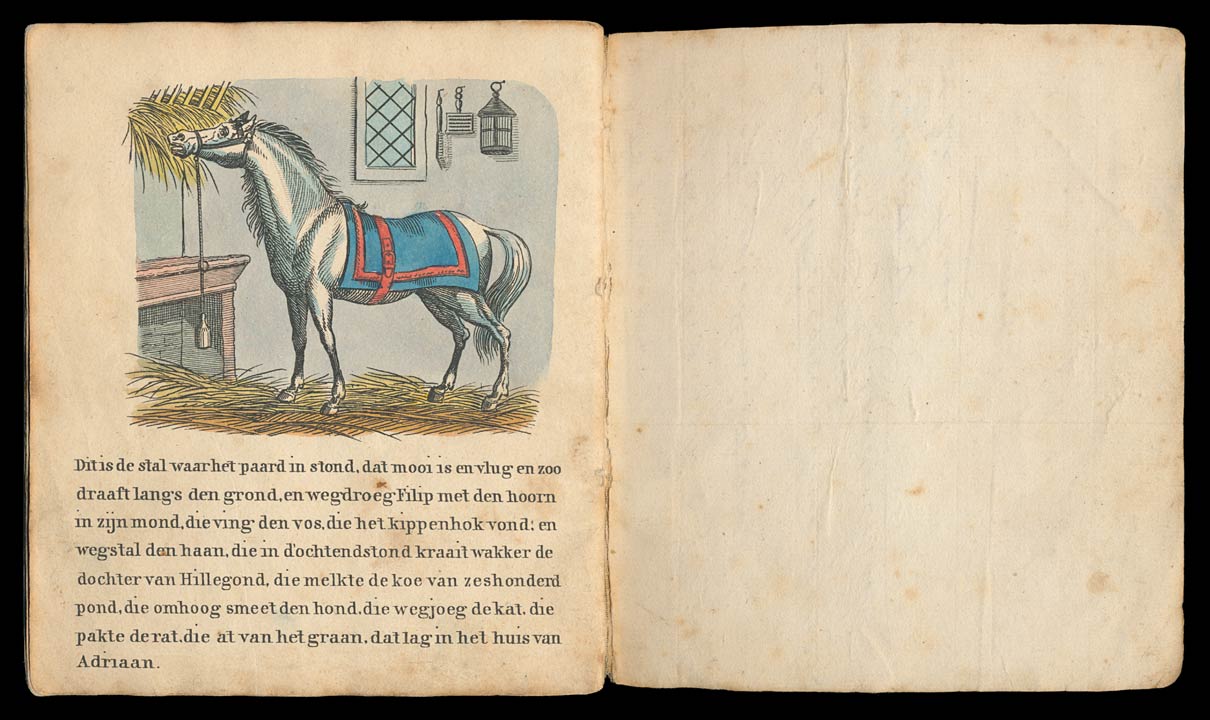 Dit is de stal waar het paard in stond, dat mooi is en vlug en zoo
draaft langs den grond, en wegdroeg Filip met den hoorn
in zijn mond, die ving den vos, die het kippenhok vond; en
wegstal den haan, die in d'ochtendstond kraait wakker de
dochter van Hillegond, die melkte de koe van zeshonderd
pond, die omhoog smeet den hond, die wegjoeg de kat, die
pakte de rat, die at van het graan, dat lag in het huis van
Adriaan.